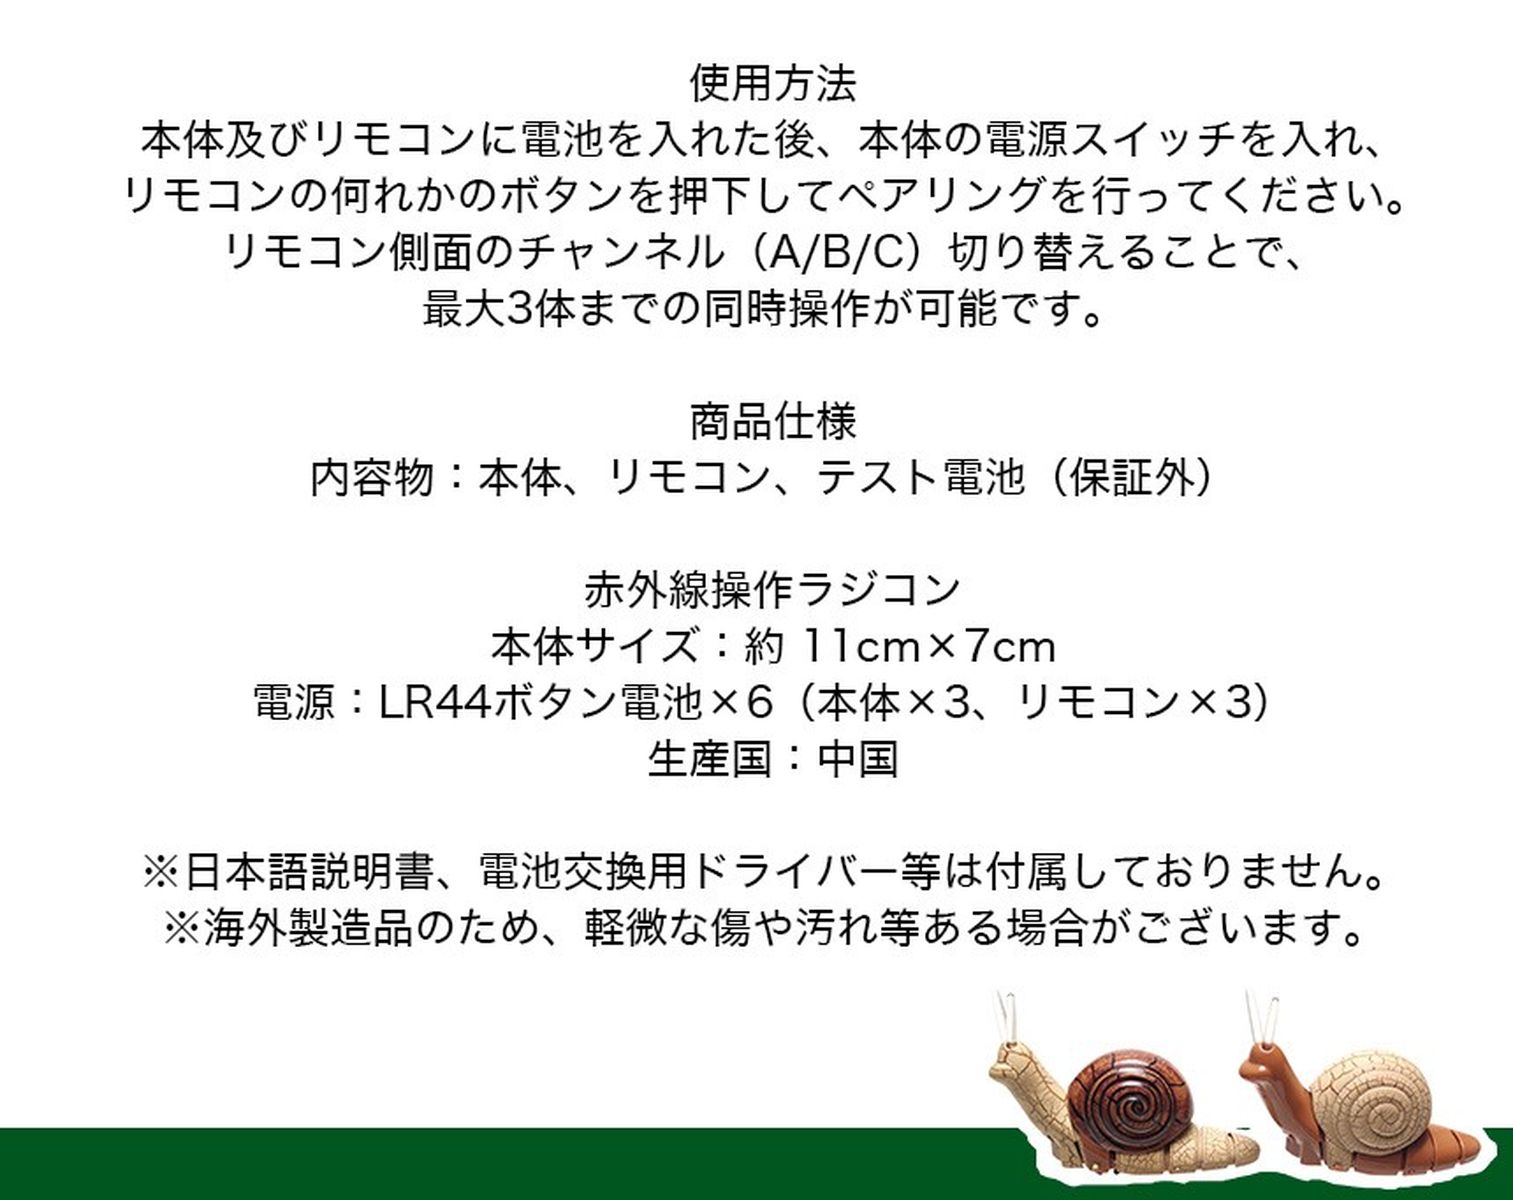 使用方法
本体及びリモコンに電池を入れた後、本体の電源スイッチを入れ、
リモコンの何れかのボタンを押下してペアリングを行ってください。
リモコン側面のチャンネル（A/B/C）切り替えることで、
最大3体までの同時操作が可能です。
商品仕様
内容物：本体、リモコン、テスト電池（保証外）
赤外線操作ラジコン
本体サイズ：約 11cm×7cm
電源：LR44ボタン電池×6（本体×3、リモコン×3）
生産国：中国
※日本語説明書、電池交換用ドライバー等は付属しておりません。
※海外製造品のため、軽微な傷や汚れ等ある場合がございます。